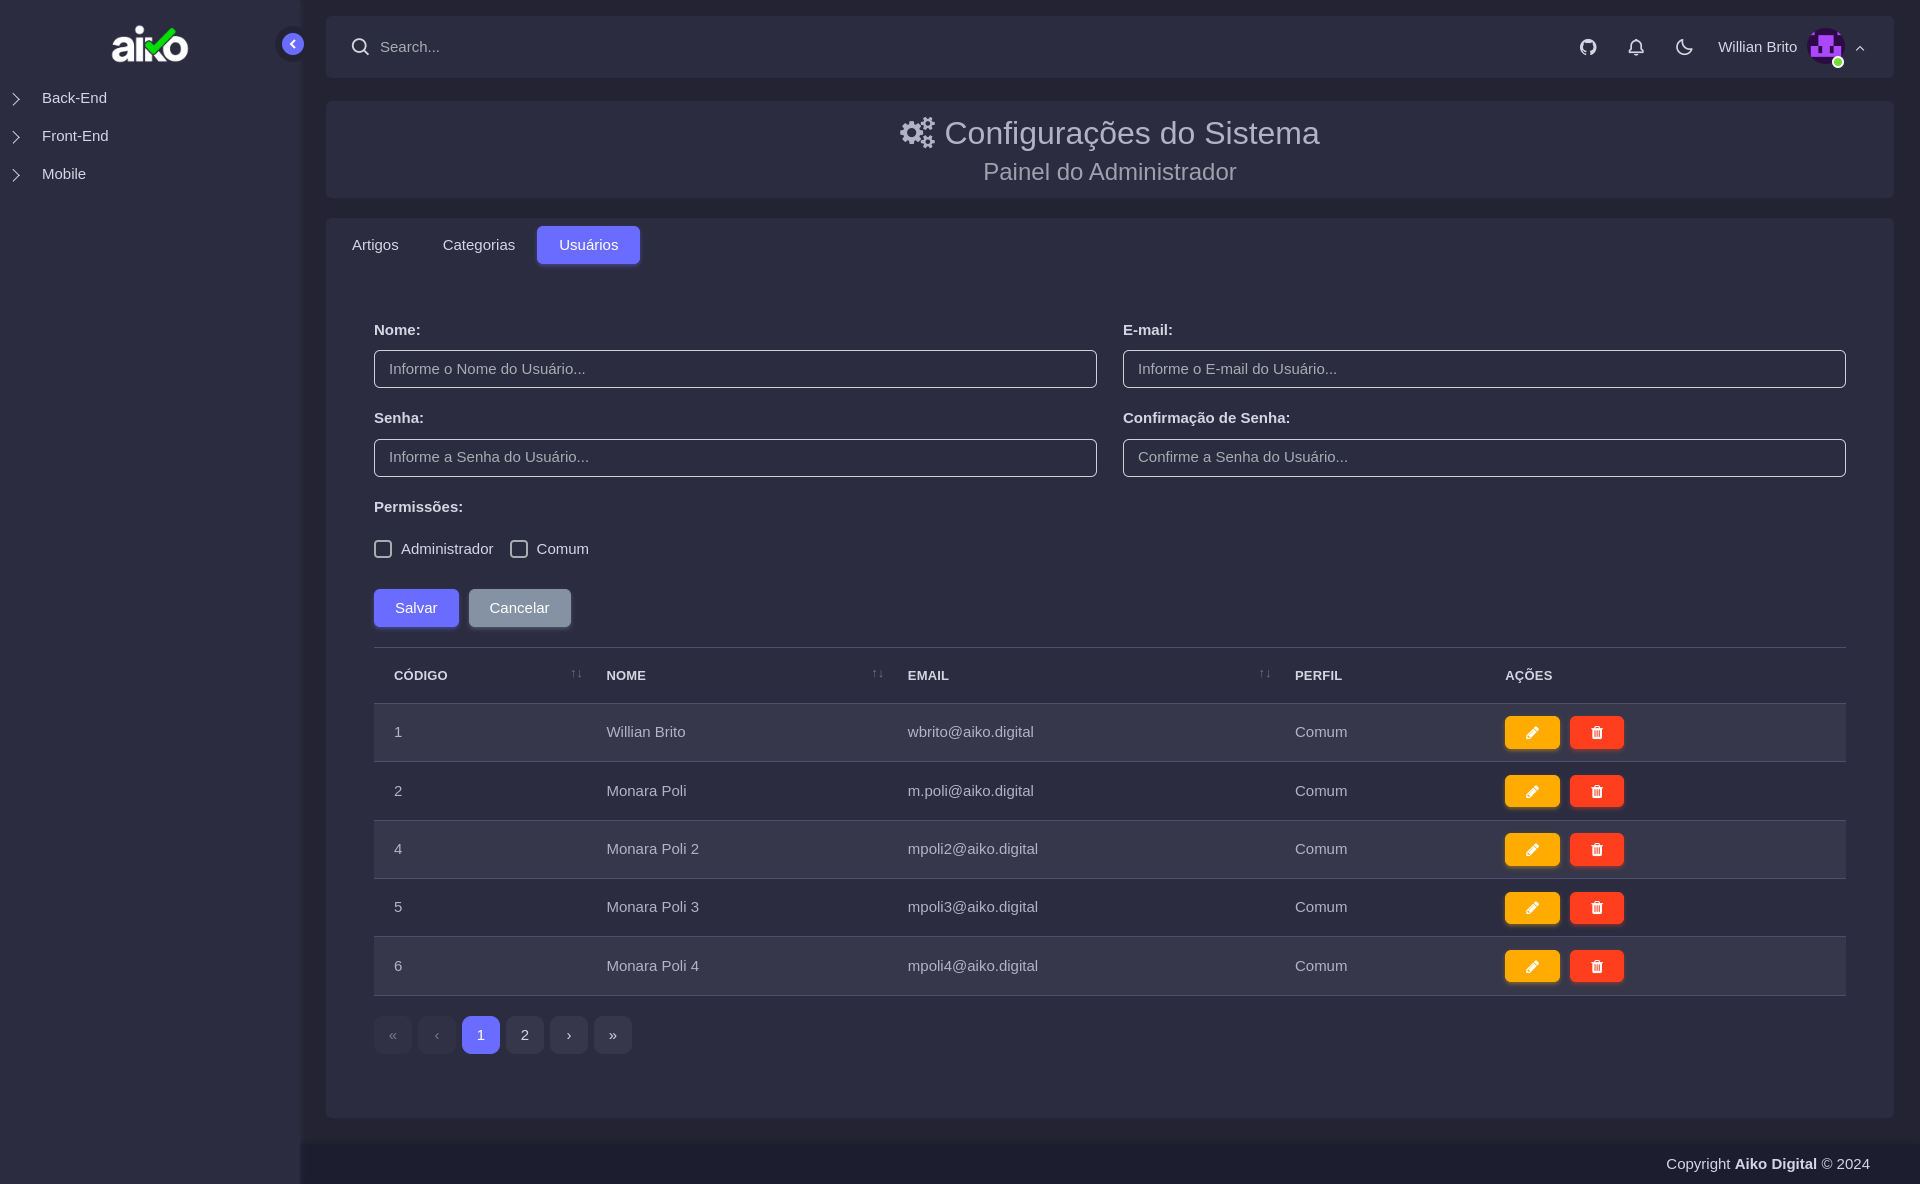 aiko
Search...
Willian Brito
Back-End
Front-End
Mobile
Configurações do Sistema
Painel do Administrador
Artigos Categorias Usuários
Nome: E-mail:
Informe o Nome do Usuário... Informe o E-mail do Usuário...
Senha: Confirmação de Senha:
Informe a Senha do Usuário... Confirme a Senha do Usuário...
Permissões:
Administrador Comum
Salvar Cancelar
CÓDIGO ↑↓ NOME ↑↓ EMAIL ↑↓ PERFIL AÇÕES
1 Willian Brito wbrito@aiko.digital Comum
2 Monara Poli m.poli@aiko.digital Comum
4 Monara Poli 2 mpoli2@aiko.digital Comum
5 Monara Poli 3 mpoli3@aiko.digital Comum
6 Monara Poli 4 mpoli4@aiko.digital Comum
« ‹ 1 2 › »
Copyright Aiko Digital © 2024